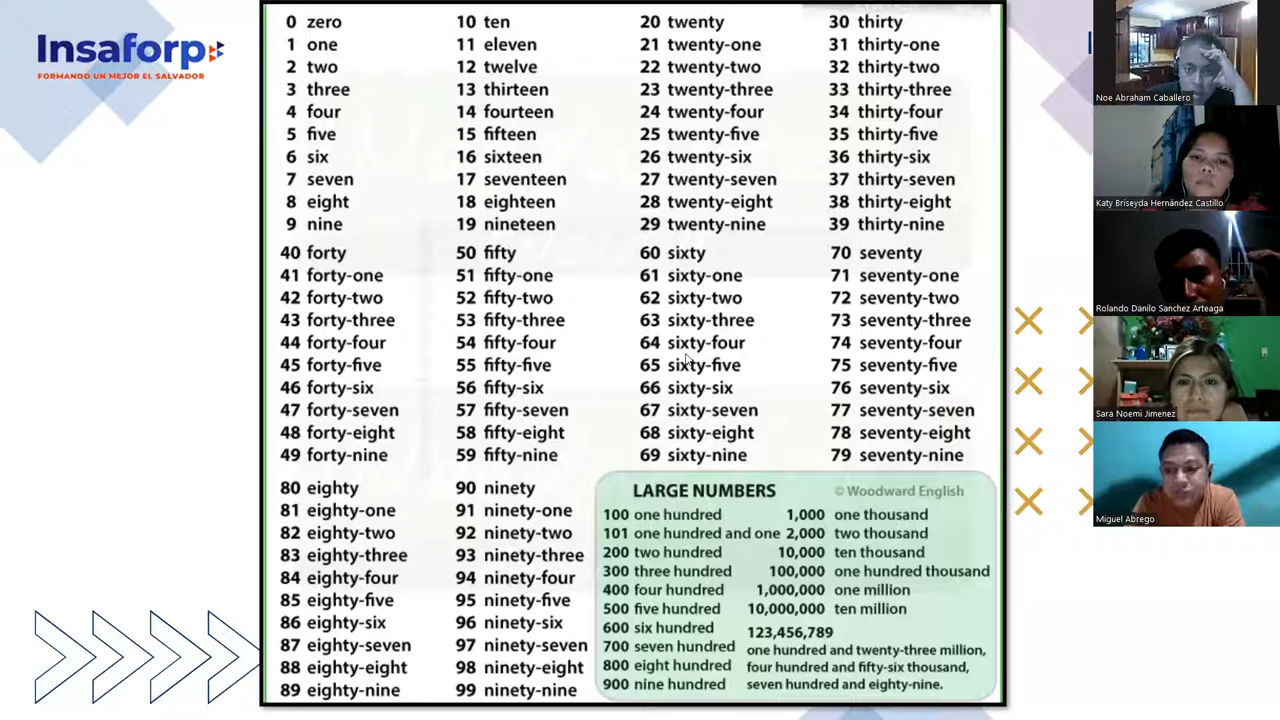 Insaforp
FORMANDO UN MEJOR EL SALVADOR
0 zero
1 one
2 two
3 three
4 four
5 five
6 six
7 seven
8 eight
9 nine
10 ten
11 eleven
12 twelve
13 thirteen
14 fourteen
15 fifteen
16 sixteen
17 seventeen
18 eighteen
19 nineteen
20 twenty
21 twenty-one
22 twenty-two
23 twenty-three
24 twenty-four
25 twenty-five
26 twenty-six
27 twenty-seven
28 twenty-eight
29 twenty-nine
30 thirty
31 thirty-one
32 thirty-two
33 thirty-three
34 thirty-four
35 thirty-five
36 thirty-six
37 thirty-seven
38 thirty-eight
39 thirty-nine
40 forty
41 forty-one
42 forty-two
43 forty-three
44 forty-four
45 forty-five
46 forty-six
47 forty-seven
48 forty-eight
49 forty-nine
50 fifty
51 fifty-one
52 fifty-two
53 fifty-three
54 fifty-four
55 fifty-five
56 fifty-six
57 fifty-seven
58 fifty-eight
59 fifty-nine
60 sixty
61 sixty-one
62 sixty-two
63 sixty-three
64 sixty-four
65 sixty-five
66 sixty-six
67 sixty-seven
68 sixty-eight
69 sixty-nine
70 seventy
71 seventy-one
72 seventy-two
73 seventy-three
74 seventy-four
75 seventy-five
76 seventy-six
77 seventy-seven
78 seventy-eight
79 seventy-nine
80 eighty
81 eighty-one
82 eighty-two
83 eighty-three
84 eighty-four
85 eighty-five
86 eighty-six
87 eighty-seven
88 eighty-eight
89 eighty-nine
90 ninety
91 ninety-one
92 ninety-two
93 ninety-three
94 ninety-four
95 ninety-five
96 ninety-six
97 ninety-seven
98 ninety-eight
99 ninety-nine
LARGE NUMBERS © Woodward English
100 one hundred
101 one hundred and one
200 two hundred
300 three hundred
400 four hundred
500 five hundred
600 six hundred
700 seven hundred
800 eight hundred
900 nine hundred
1,000 one thousand
2,000 two thousand
10,000 ten thousand
100,000 one hundred thousand
1,000,000 one million
10,000,000 ten million
123,456,789
one hundred and twenty-three million,
four hundred and fifty-six thousand,
seven hundred and eighty-nine.
Noe Abraham Caballero
Katy Briseyda Hernández Castillo
Rolando Danilo Sanchez Arteaga
Sara Noemi Jimenez
Miguel Abrego